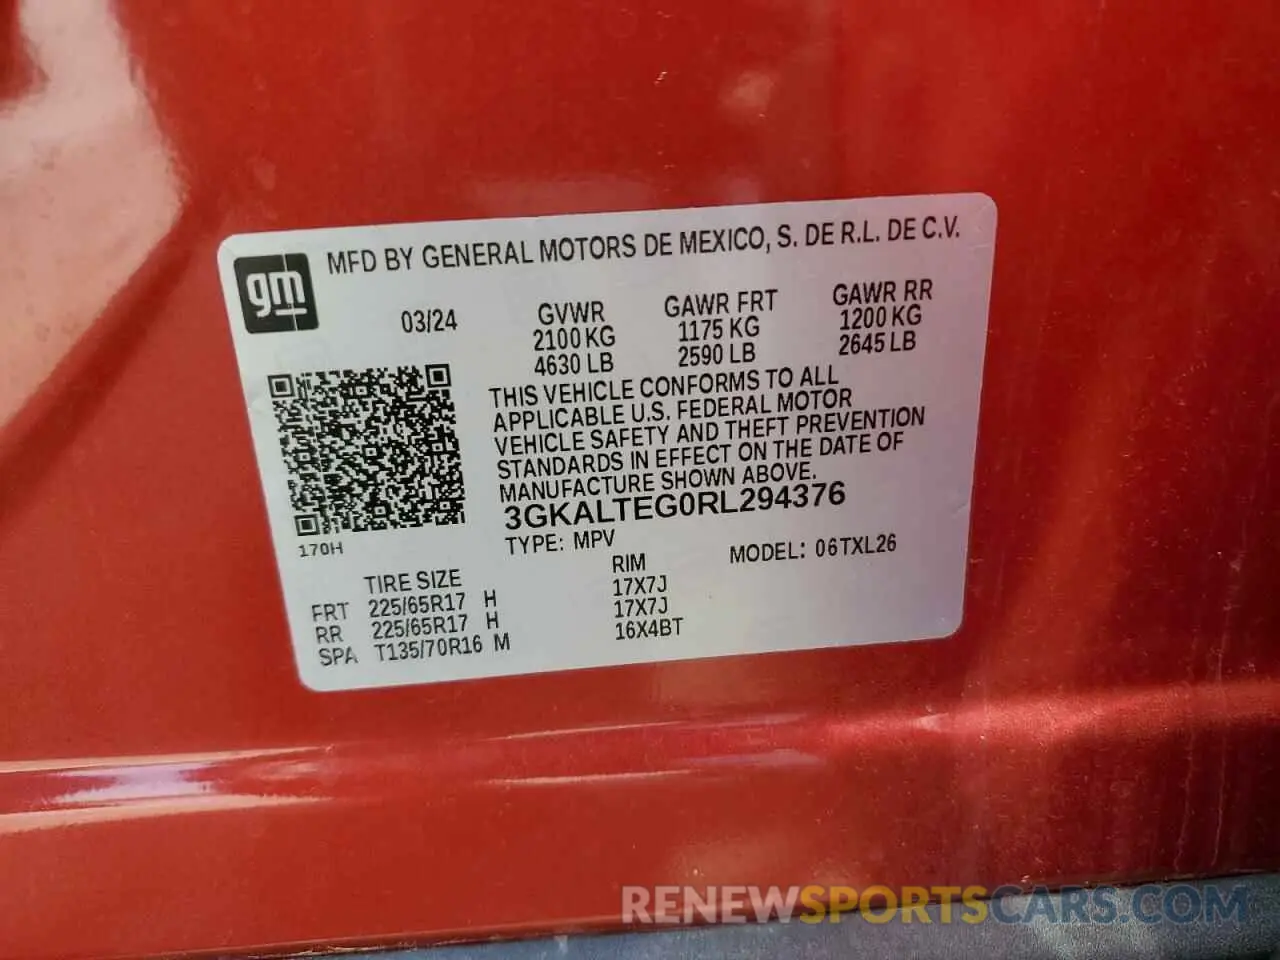 gm
MFD BY GENERAL MOTORS DE MEXICO, S. DE R.L. DE C.V.
03/24
GVWR
2100 KG
4630 LB
GAWR FRT
1175 KG
2590 LB
GAWR RR
1200 KG
2645 LB
THIS VEHICLE CONFORMS TO ALL
APPLICABLE U.S. FEDERAL MOTOR
VEHICLE SAFETY AND THEFT PREVENTION
STANDARDS IN EFFECT ON THE DATE OF
MANUFACTURE SHOWN ABOVE.
3GKALTEG0RL294376
170H
TYPE: MPV
MODEL: 06TXL26
TIRE SIZE RIM
FRT 225/65R17 H 17X7J
RR 225/65R17 H 17X7J
SPA T135/70R16 M 16X4BT
RENEWSPORTSCARS.COM